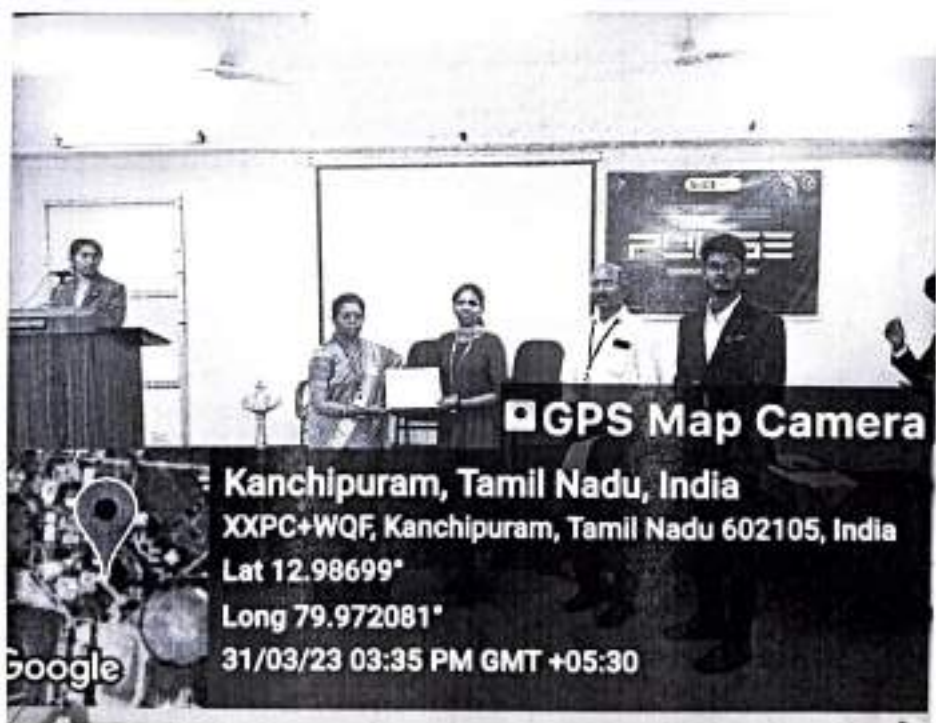 GPS Map Camera
Kanchipuram, Tamil Nadu, India
XXPC+WQF, Kanchipuram, Tamil Nadu 602105, India
Lat 12.98699°
Long 79.972081°
31/03/23 03:35 PM GMT +05:30
Google